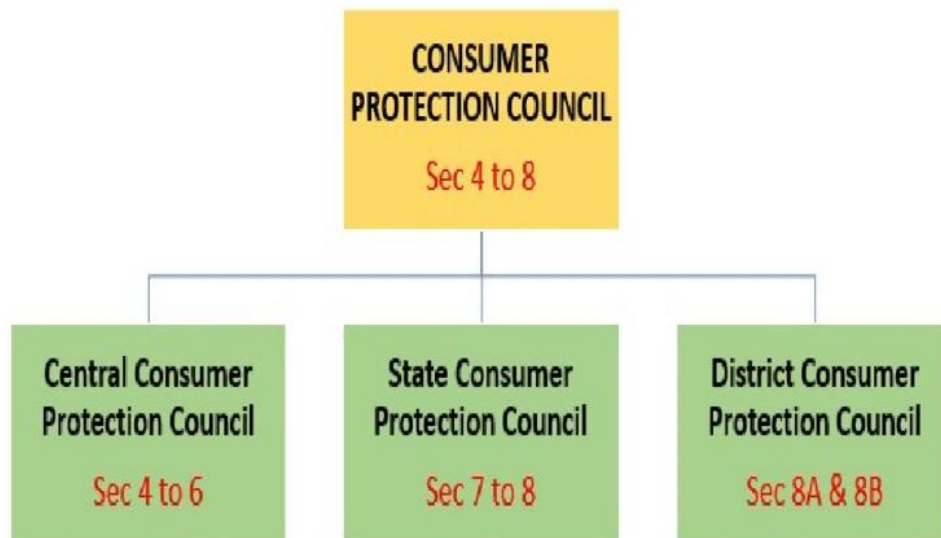 CONSUMER
PROTECTION COUNCIL
Sec 4 to 8
Central Consumer
Protection Council
Sec 4 to 6
State Consumer
Protection Council
Sec 7 to 8
District Consumer
Protection Council
Sec 8A & 8B